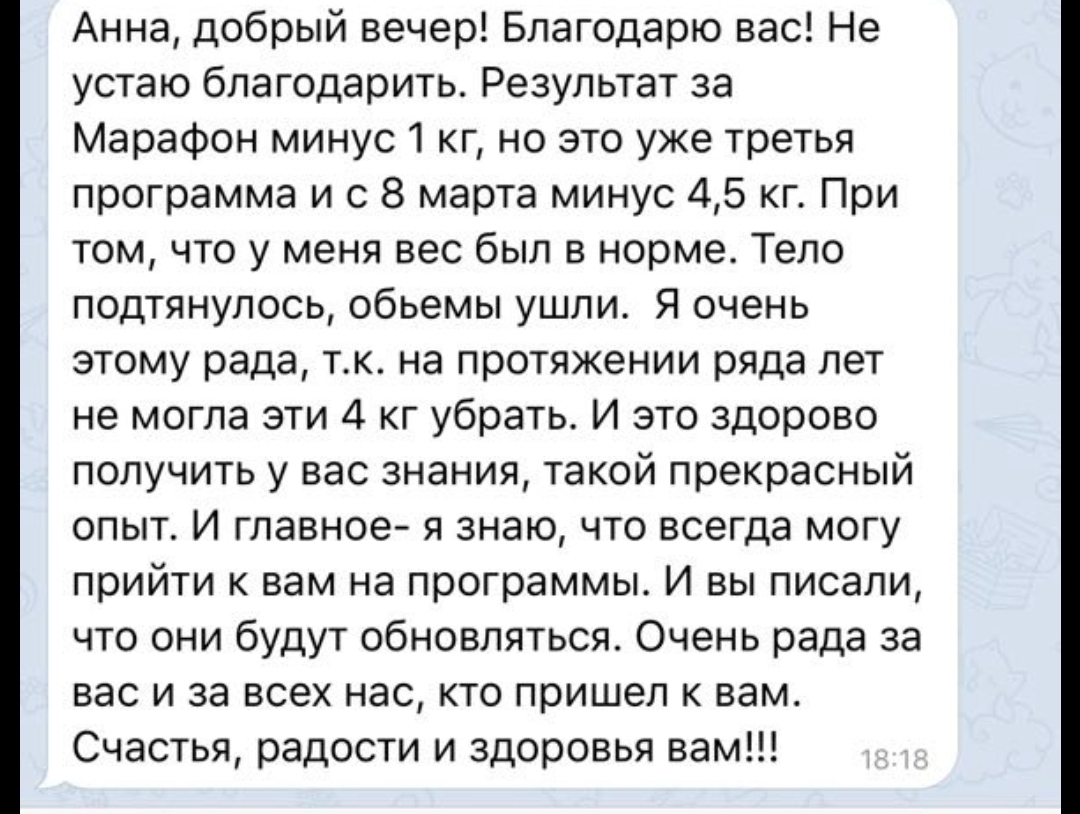 Анна, добрый вечер! Благодарю вас! Не
устаю благодарить. Результат за
Марафон минус 1 кг, но это уже третья
программа и с 8 марта минус 4,5 кг. При
том, что у меня вес был в норме. Тело
подтянулось, обьемы ушли.  Я очень
этому рада, т.к. на протяжении ряда лет
не могла эти 4 кг убрать. И это здорово
получить у вас знания, такой прекрасный
опыт. И главное- я знаю, что всегда могу
прийти к вам на программы. И вы писали,
что они будут обновляться. Очень рада за
вас и за всех нас, кто пришел к вам.
Счастья, радости и здоровья вам!!!
18:18